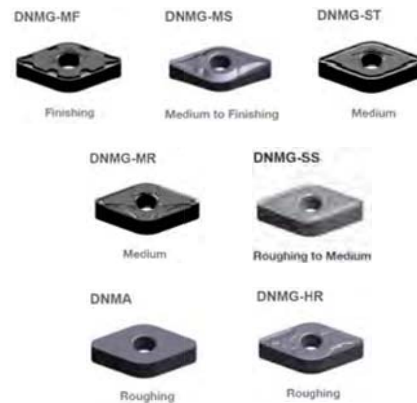 DNMG-MF
DNMG-MS
DNMG-ST
Finishing
Medium to Finishing
Medium
DNMG-MR
DNMG-SS
Medium
Roughing to Medium
DNMA
DNMG-HR
Roughing
Roughing